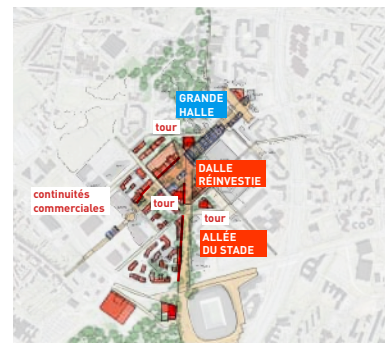 GRANDE
HALLE
tour
DALLE
RÉINVESTIE
continuités
commerciales
tour
tour
ALLÉE
DU STADE